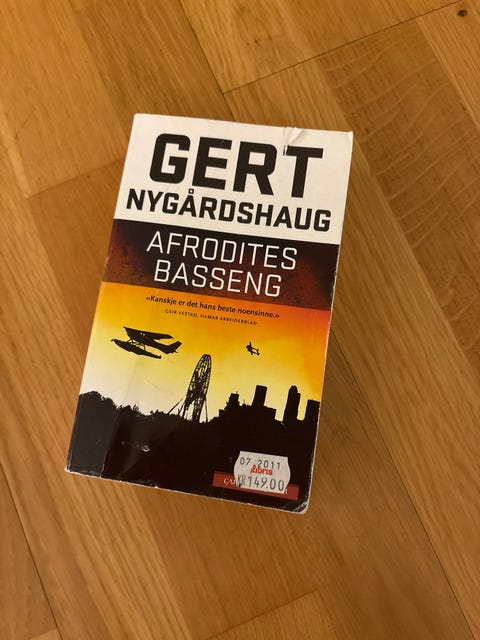 GERT
NYGÅRDSHAUG
AFRODITES
BASSENG
«Kanskje er det hans beste noensinne.»
GEIR VESTAD, HAMAR ARBEIDERBLAD
07 2011
149.00